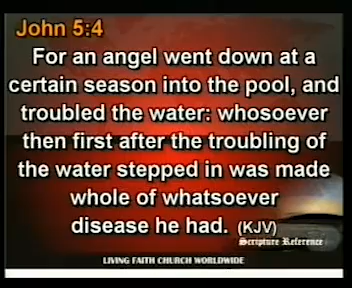 John 5:4
For an angel went down at a
certain season into the pool, and
troubled the water: whosoever
then first after the troubling of
the water stepped in was made
whole of whatsoever
disease he had. (KJV)
Scripture Reference
LIVING FAITH CHURCH WORLDWIDE